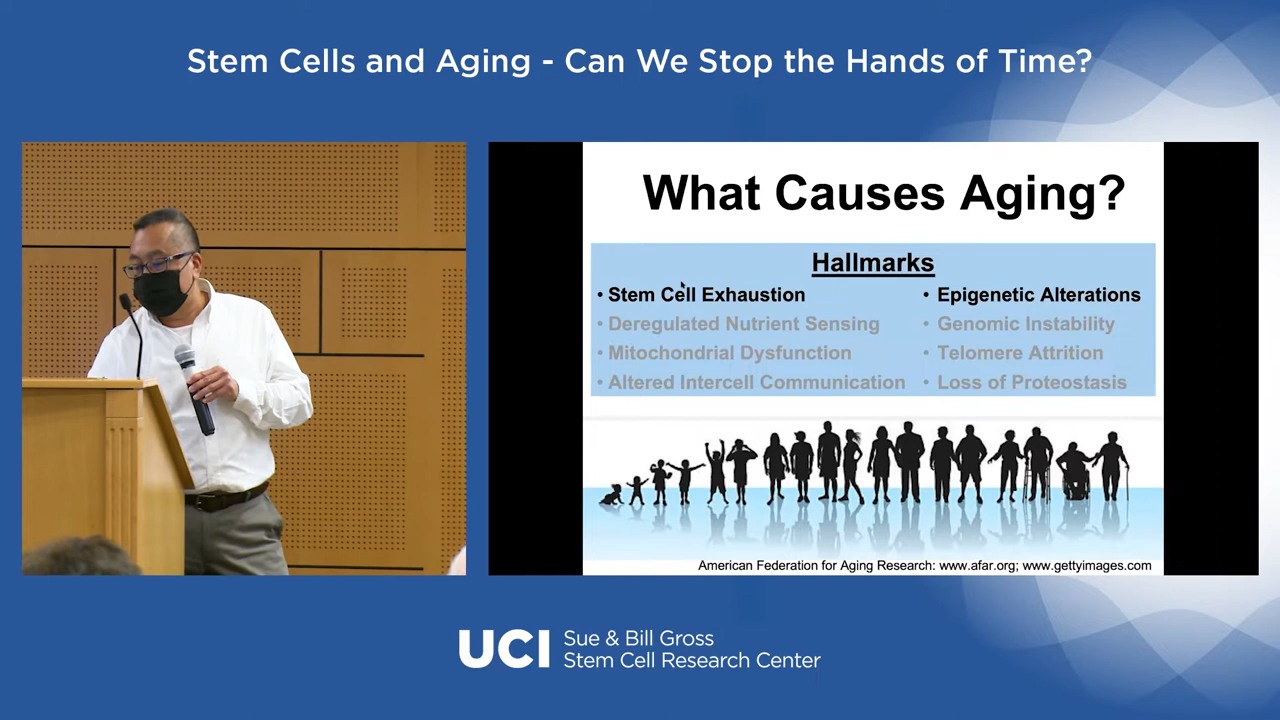 Stem Cells and Aging - Can We Stop the Hands of Time?
What Causes Aging?
Hallmarks
• Stem Cell Exhaustion
• Deregulated Nutrient Sensing
• Mitochondrial Dysfunction
• Altered Intercell Communication
• Epigenetic Alterations
• Genomic Instability
• Telomere Attrition
• Loss of Proteostasis
American Federation for Aging Research: www.afar.org; www.gettyimages.com
UCI
Sue & Bill Gross
Stem Cell Research Center